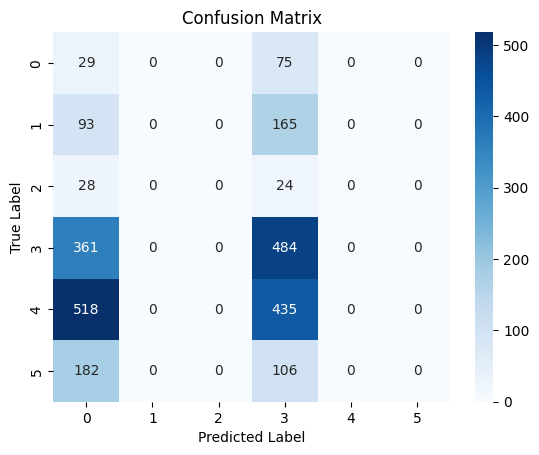 Confusion Matrix
0 29 0 0 75 0 0
1 93 0 0 165 0 0
2 28 0 0 24 0 0
3 361 0 0 484 0 0
4 518 0 0 435 0 0
5 182 0 0 106 0 0
0 1 2 3 4 5
True Label
Predicted Label
500
400
300
200
100
0